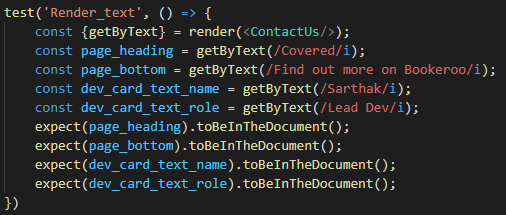 test('Render_text', () => {
    const {getByText} = render(<ContactUs/>);
    const page_heading = getByText(/Covered/i);
    const page_bottom = getByText(/Find out more on Bookeroo/i);
    const dev_card_text_name = getByText(/Sarthak/i);
    const dev_card_text_role = getByText(/Lead Dev/i);
    expect(page_heading).toBeInTheDocument();
    expect(page_bottom).toBeInTheDocument();
    expect(dev_card_text_name).toBeInTheDocument();
    expect(dev_card_text_role).toBeInTheDocument();
})